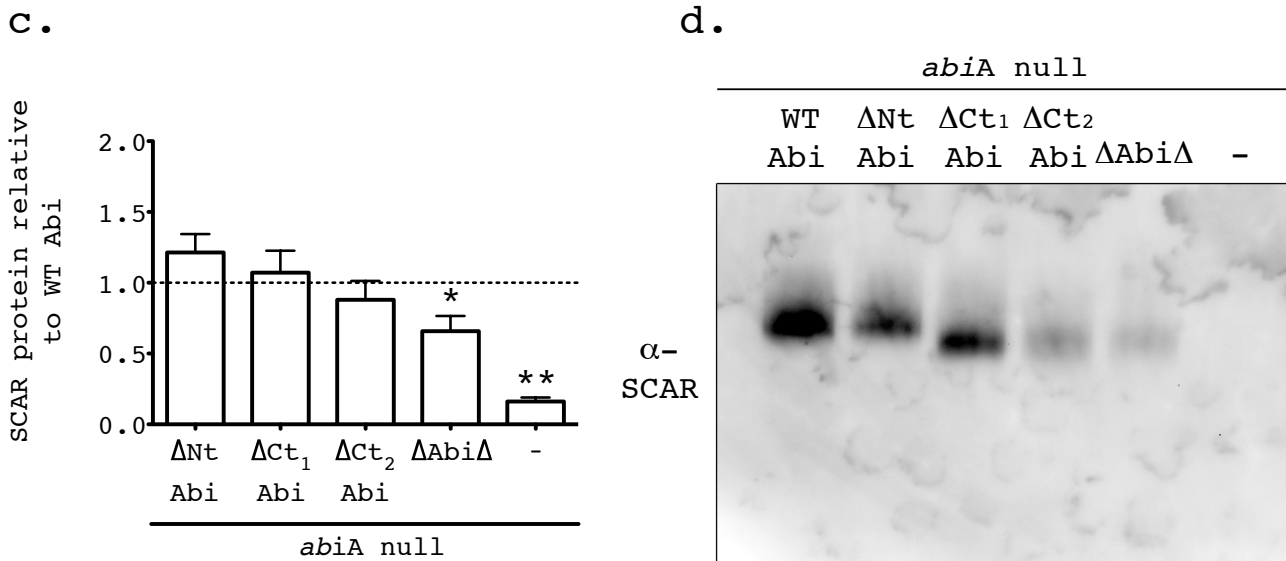 c.
SCAR protein relative
to WT Abi
2.0
1.5
1.0
0.5
0.0
*
**
ΔNt ΔCt1 ΔCt2 ΔAbiΔ -
Abi Abi Abi
abiA null
d.
abiA null
WT ΔNt ΔCt1 ΔCt2
Abi Abi Abi Abi ΔAbiΔ -
α-
SCAR